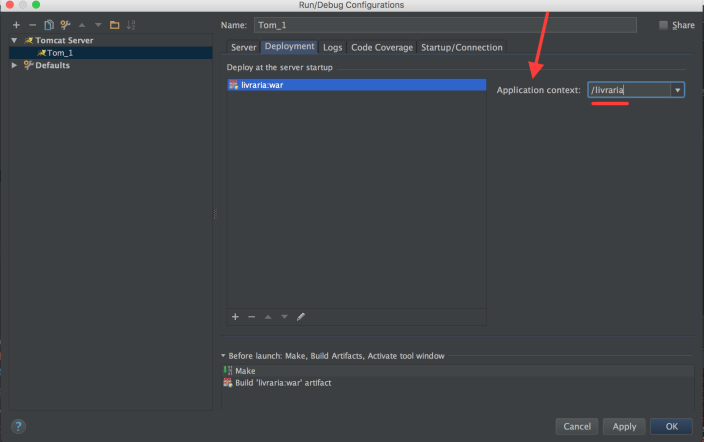 Run/Debug Configurations
Name: Tom_1
Share
Tomcat Server
Tom_1
Defaults
Server Deployment Logs Code Coverage Startup/Connection
Deploy at the server startup
livraria:war
Application context: /livraria
Before launch: Make, Build Artifacts, Activate tool window
Make
Build 'livraria:war' artifact
?
Cancel Apply OK